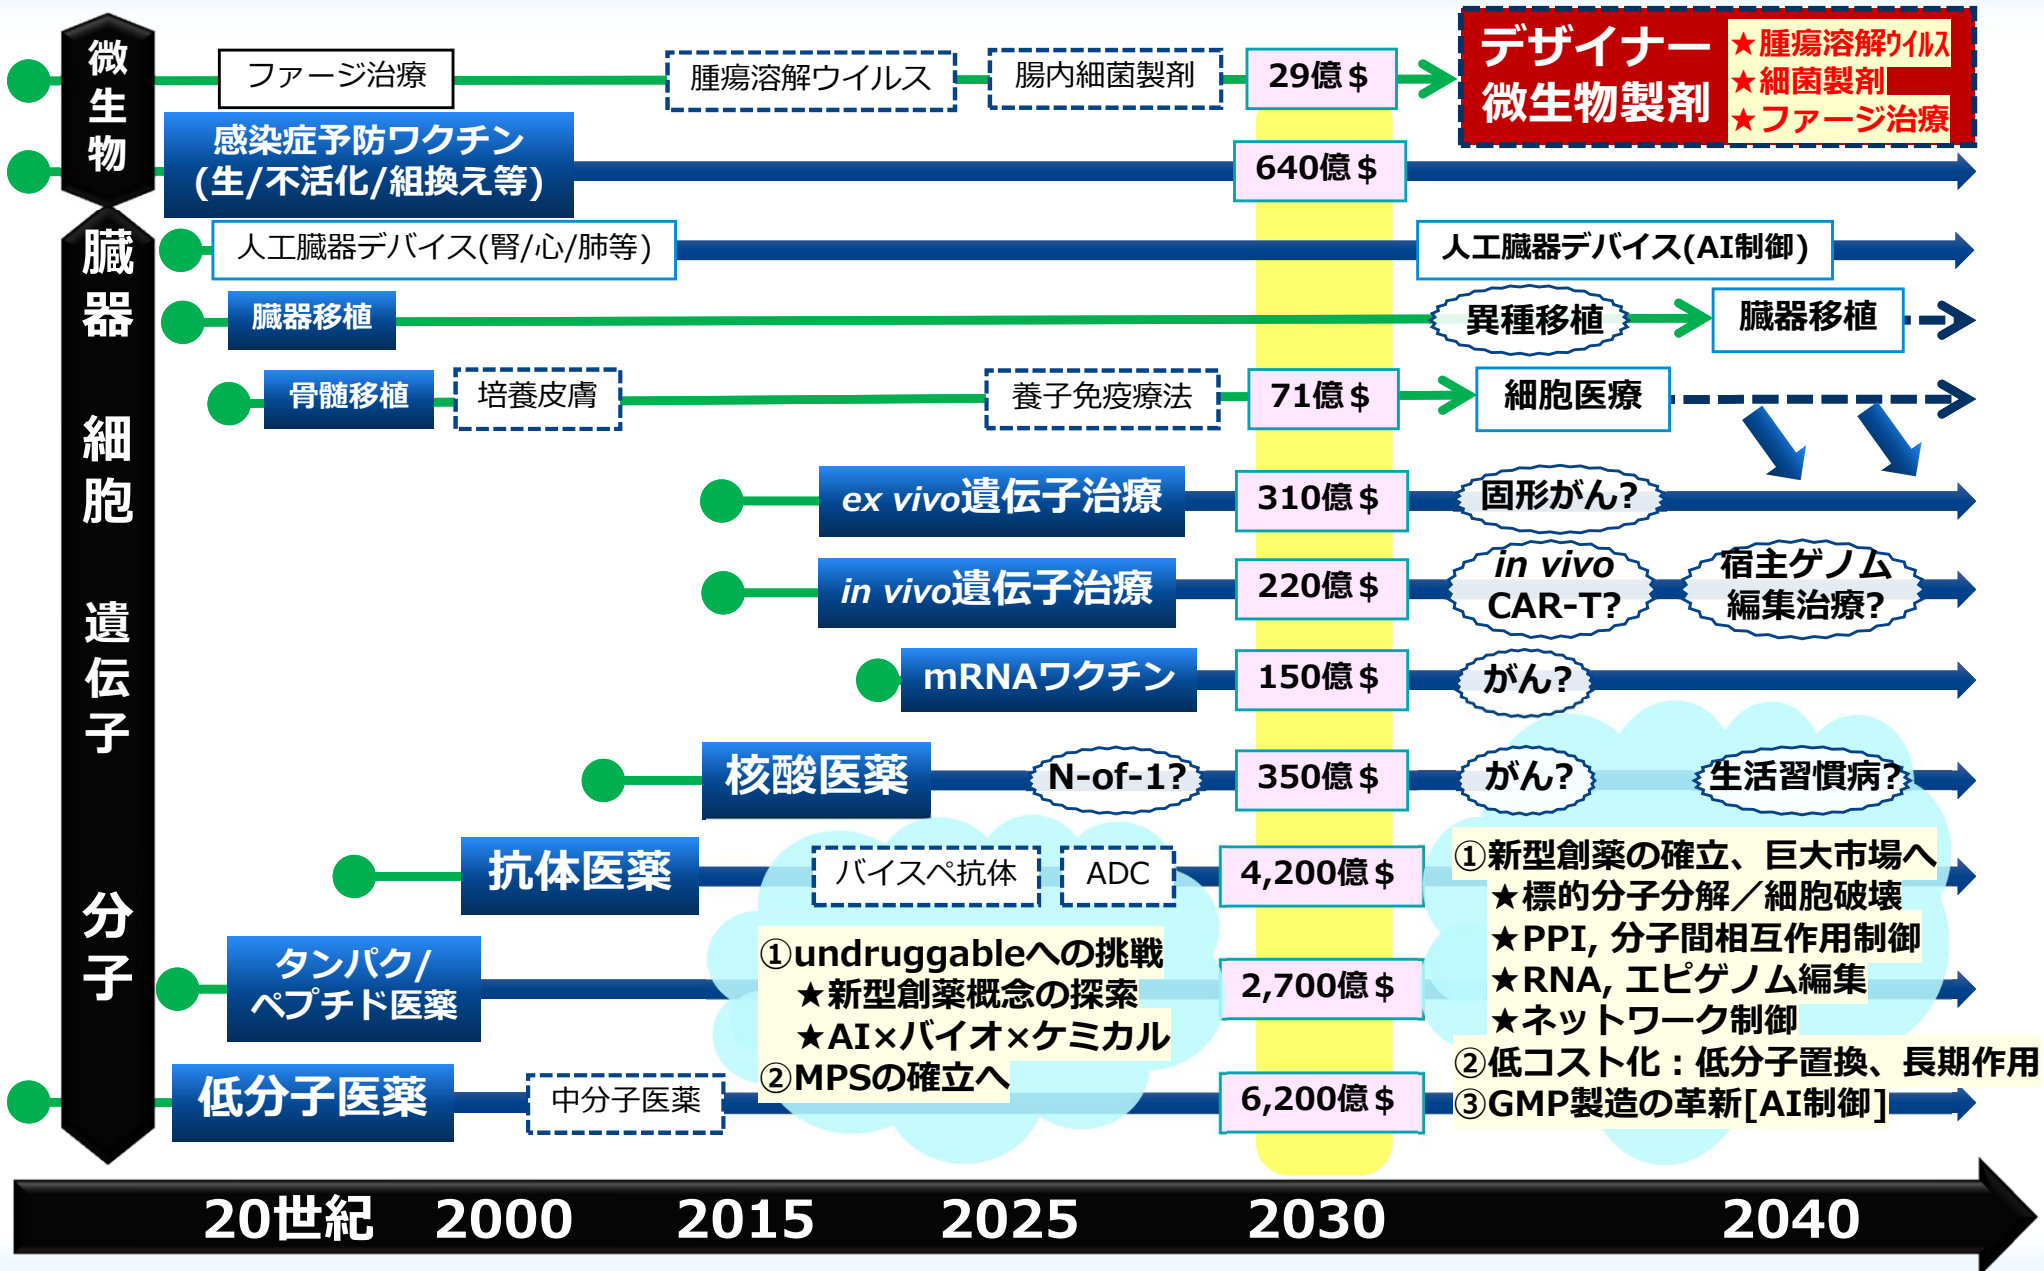 微生物
ファージ治療
腫瘍溶解ウイルス
腸内細菌製剤
29億$
デザイナー
微生物製剤
★腫瘍溶解ウイルス
★細菌製剤
★ファージ治療
感染症予防ワクチン
(生/不活化/組換え等)
640億$
臓器
細胞
遺伝子
分子
人工臓器デバイス(腎/心/肺等)
人工臓器デバイス(AI制御)
臓器移植
異種移植
臓器移植
骨髄移植
培養皮膚
養子免疫療法
71億$
細胞医療
ex vivo遺伝子治療
310億$
固形がん?
in vivo遺伝子治療
220億$
in vivo
CAR-T?
宿主ゲノム
編集治療?
mRNAワクチン
150億$
がん?
核酸医薬
N-of-1?
350億$
がん?
生活習慣病?
抗体医薬
バイスペ抗体
ADC
4,200億$
タンパク/
ペプチド医薬
2,700億$
低分子医薬
中分子医薬
6,200億$
①undruggableへの挑戦
★新型創薬概念の探索
★AI×バイオ×ケミカル
②MPSの確立へ
①新型創薬の確立、巨大市場へ
★標的分子分解／細胞破壊
★PPI, 分子間相互作用制御
★RNA, エピゲノム編集
★ネットワーク制御
②低コスト化：低分子置換、長期作用
③GMP製造の革新[AI制御]
20世紀
2000
2015
2025
2030
2040